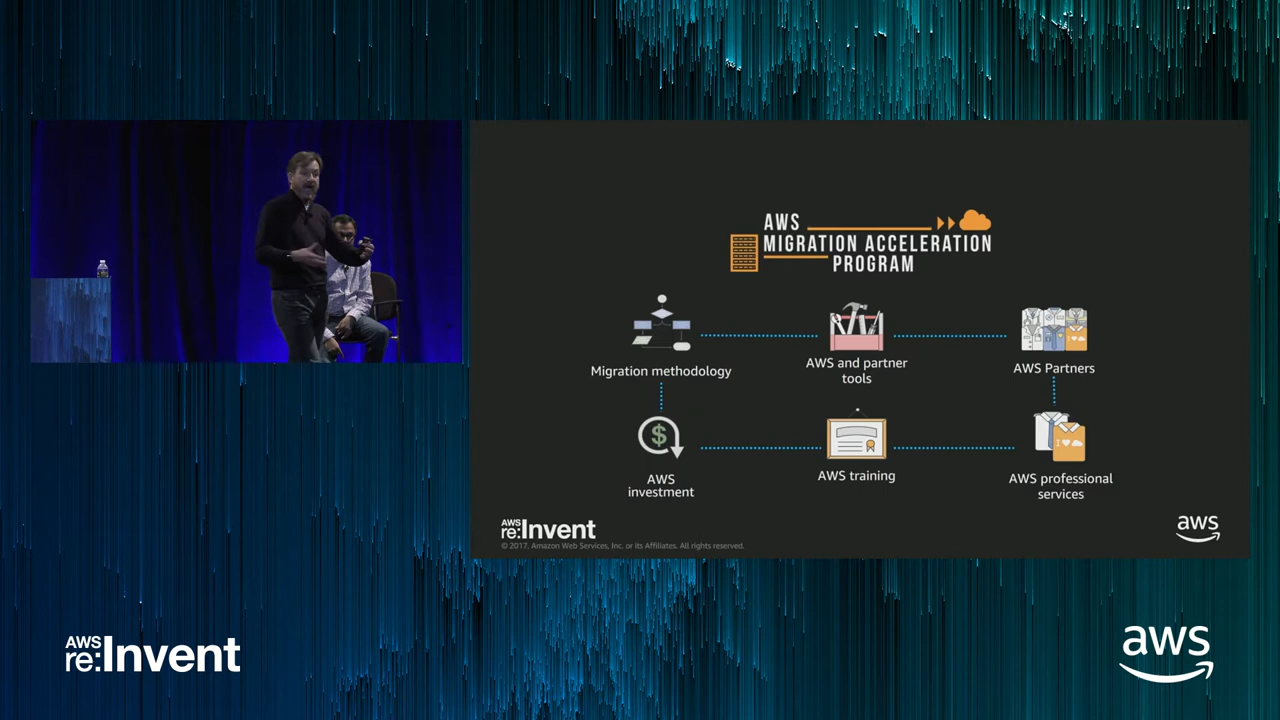 AWS
MIGRATION ACCELERATION
PROGRAM
Migration methodology
AWS and partner
tools
AWS Partners
AWS
investment
AWS training
AWS professional
services
AWS
re:Invent
© 2017, Amazon Web Services, Inc. or its Affiliates. All rights reserved.
aws
AWS
re:Invent
aws